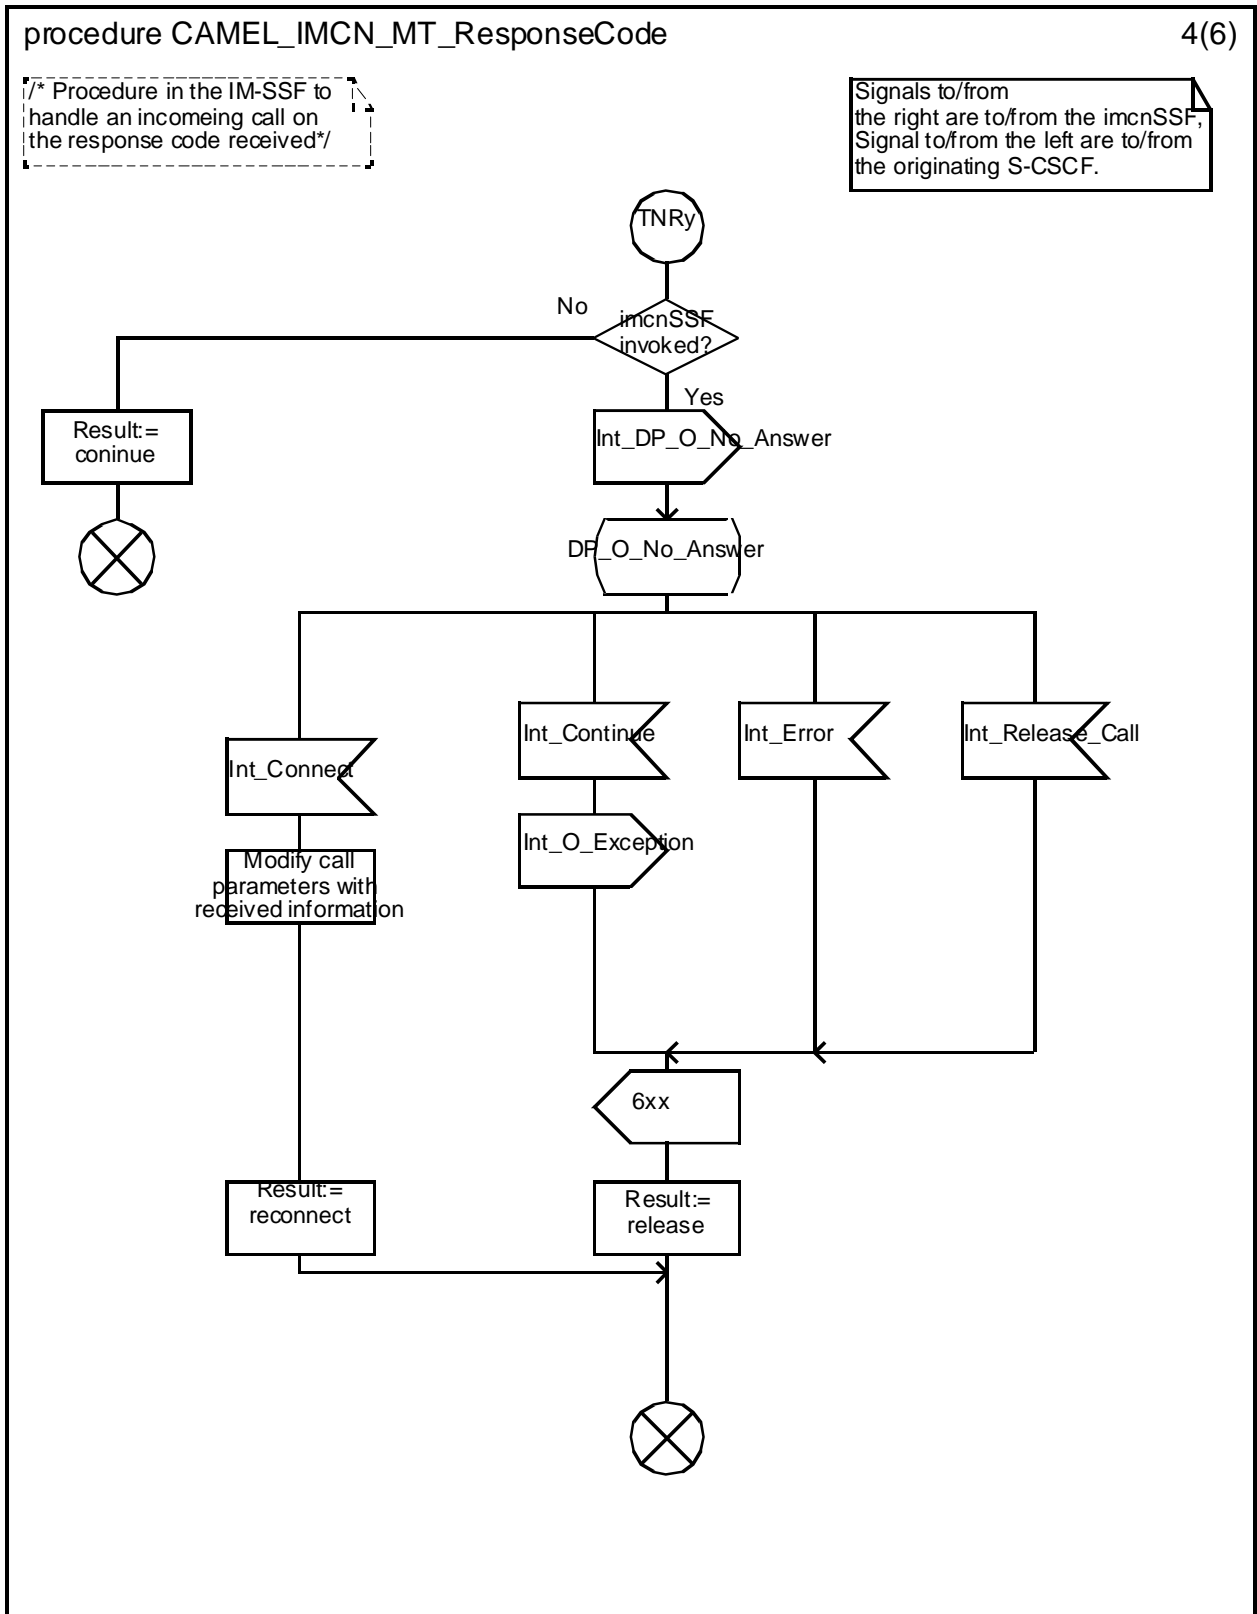 procedure CAMEL_IMCN_MT_ResponseCode
4(6)
/* Procedure in the IM-SSF to
handle an incomeing call on
the response code received*/
Signals to/from
the right are to/from the imcnSSF,
Signal to/from the left are to/from
the originating S-CSCF.
TNRy
No
imcnSSF
invoked?
Yes
Result:=
coninue
Int_DP_O_No_Answer
DP_O_No_Answer
Int_Connect
Int_Continue
Int_Error
Int_Release_Call
Int_O_Exception
Modify call
parameters with
received information
6xx
Result:=
reconnect
Result:=
release